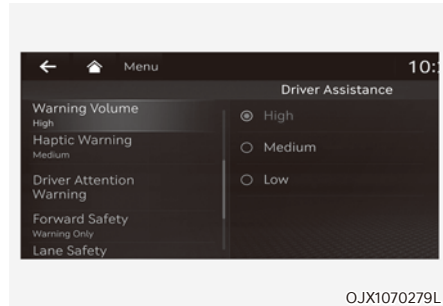 Menu
10:
Driver Assistance
Warning Volume
High
Haptic Warning
Medium
Driver Attention
Warning
Forward Safety
Warning Only
Lane Safety
High
Medium
Low
OJX1070279L